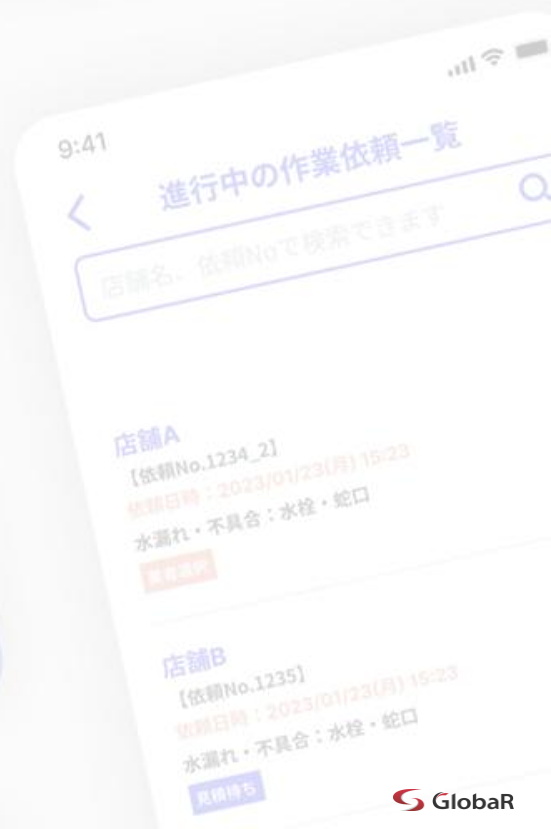 9:41
進行中の作業依頼一覧
店舗名、依頼Noで検索できます
店舗A
【依頼No.1234_2】
依頼日時：2023/01/23(月) 15:23
水漏れ・不具合：水栓・蛇口
業者選択
店舗B
【依頼No.1235】
依頼日時：2023/01/23(月) 15:23
水漏れ・不具合：水栓・蛇口
見積待ち
GlobaR